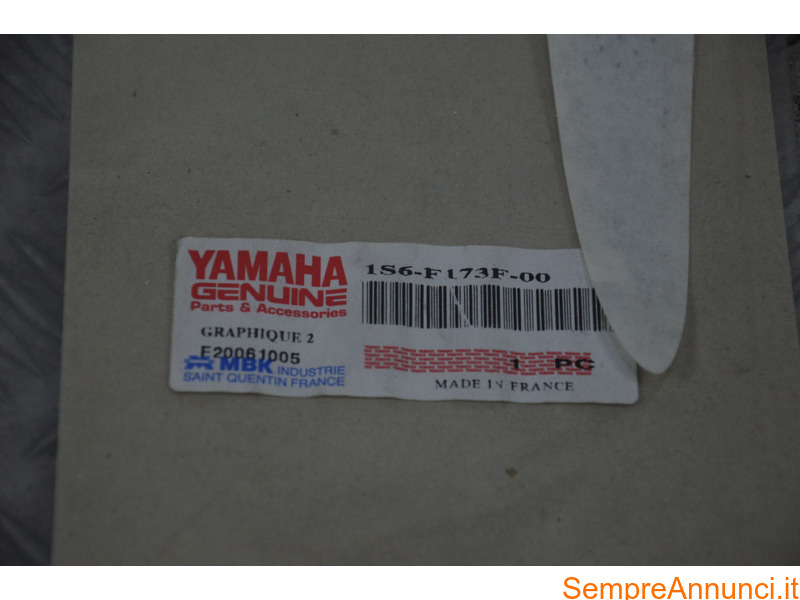 YAMAHA
GENUINE
Parts & Accessories
1S6-F173F-00
GRAPHIQUE 2
E20061005
MBK INDUSTRIE
SAINT QUENTIN FRANCE
1 PC
MADE IN FRANCE
SempreAnnunci.it